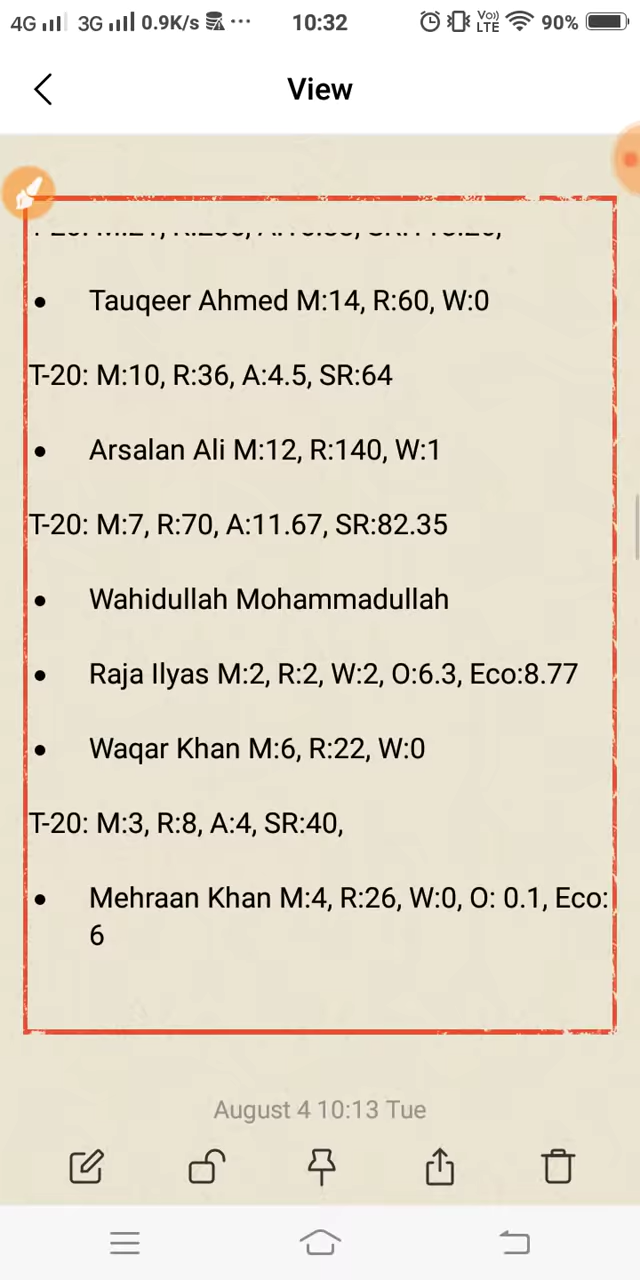 4G 3G 0.9K/s ... 10:32 Vo)) LTE 90%
View
• Tauqeer Ahmed M:14, R:60, W:0
T-20: M:10, R:36, A:4.5, SR:64
• Arsalan Ali M:12, R:140, W:1
T-20: M:7, R:70, A:11.67, SR:82.35
• Wahidullah Mohammadullah
• Raja Ilyas M:2, R:2, W:2, O:6.3, Eco:8.77
• Waqar Khan M:6, R:22, W:0
T-20: M:3, R:8, A:4, SR:40,
• Mehraan Khan M:4, R:26, W:0, O: 0.1, Eco:
6
August 4 10:13 Tue